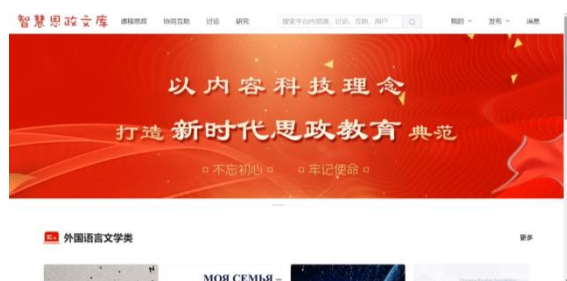 智慧思政文库 课程思政 协同互助 讨论 研究 搜索平台内资源、讨论、互助、用户 我的 发布 消息
以内容科技理念
打造 新时代思政教育 典范
不忘初心 牢记使命
外国语言文学类 更多
МОЯ СЕМЬЯ –